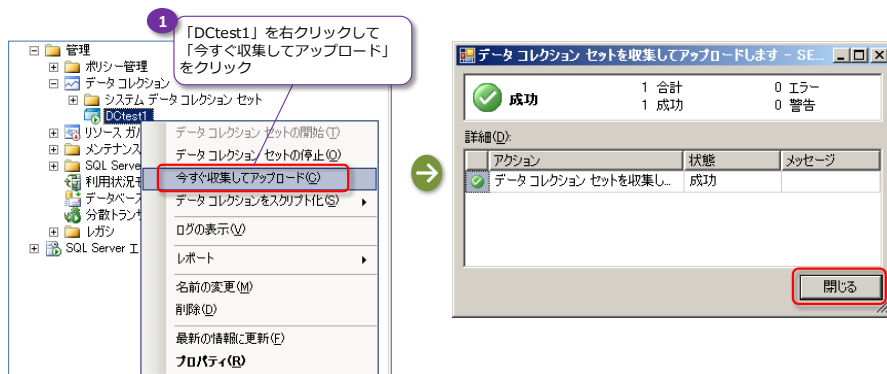 1
「DCtest1」を右クリックして
「今すぐ収集してアップロード」
をクリック
管理
ポリシー管理
データ コレクション
システム データ コレクション セット
DCtest1
リソース ガ
メンテナンス
SQL Serve
利用状況モ
データベース
分散トランサ
レガシ
SQL Server エ
データ コレクション セットの開始(T)
データ コレクション セットの停止(O)
今すぐ収集してアップロード(C)
データ コレクションをスクリプト化(S)
ログの表示(V)
レポート
名前の変更(M)
削除(D)
最新の情報に更新(F)
プロパティ(R)
データ コレクション セットを収集してアップロードします - SE...
成功
1 合計
0 エラー
1 成功
0 警告
詳細(D):
アクション 状態 メッセージ
データ コレクション セットを収集し... 成功
閉じる